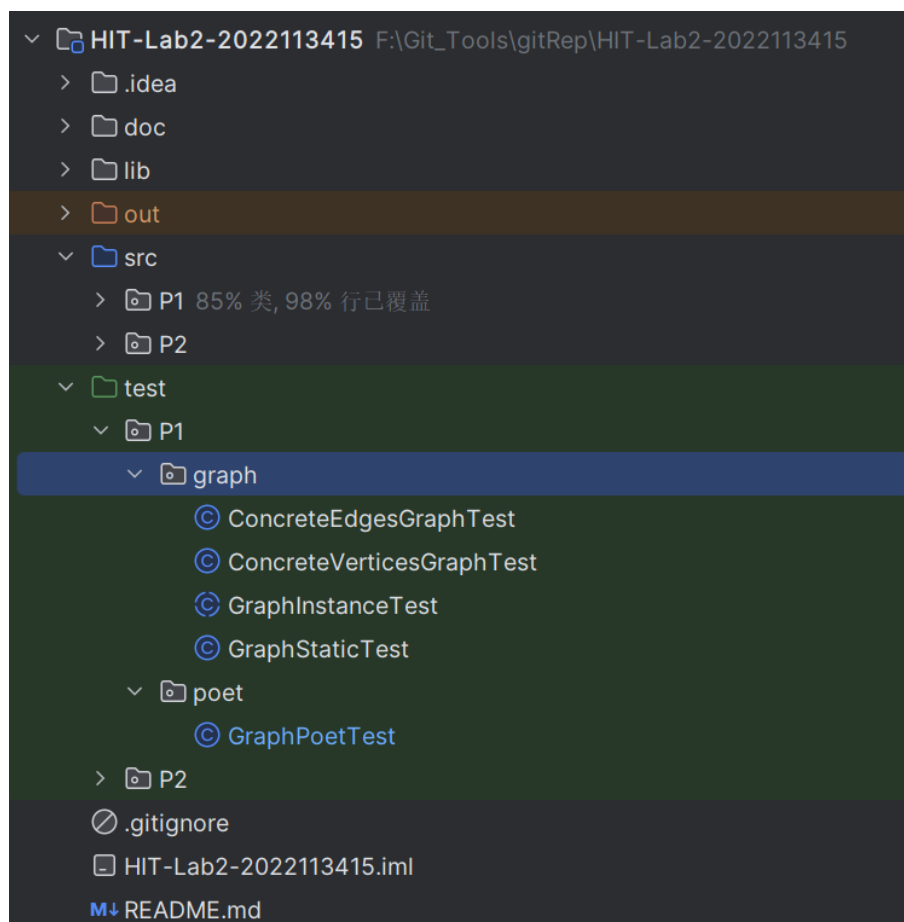 HIT-Lab2-2022113415 F:\Git_Tools\gitRep\HIT-Lab2-2022113415
.idea
doc
lib
out
src
P1 85% 类, 98% 行已覆盖
P2
test
P1
graph
ConcreteEdgesGraphTest
ConcreteVerticesGraphTest
GraphInstanceTest
GraphStaticTest
poet
GraphPoetTest
P2
.gitignore
HIT-Lab2-2022113415.iml
README.md